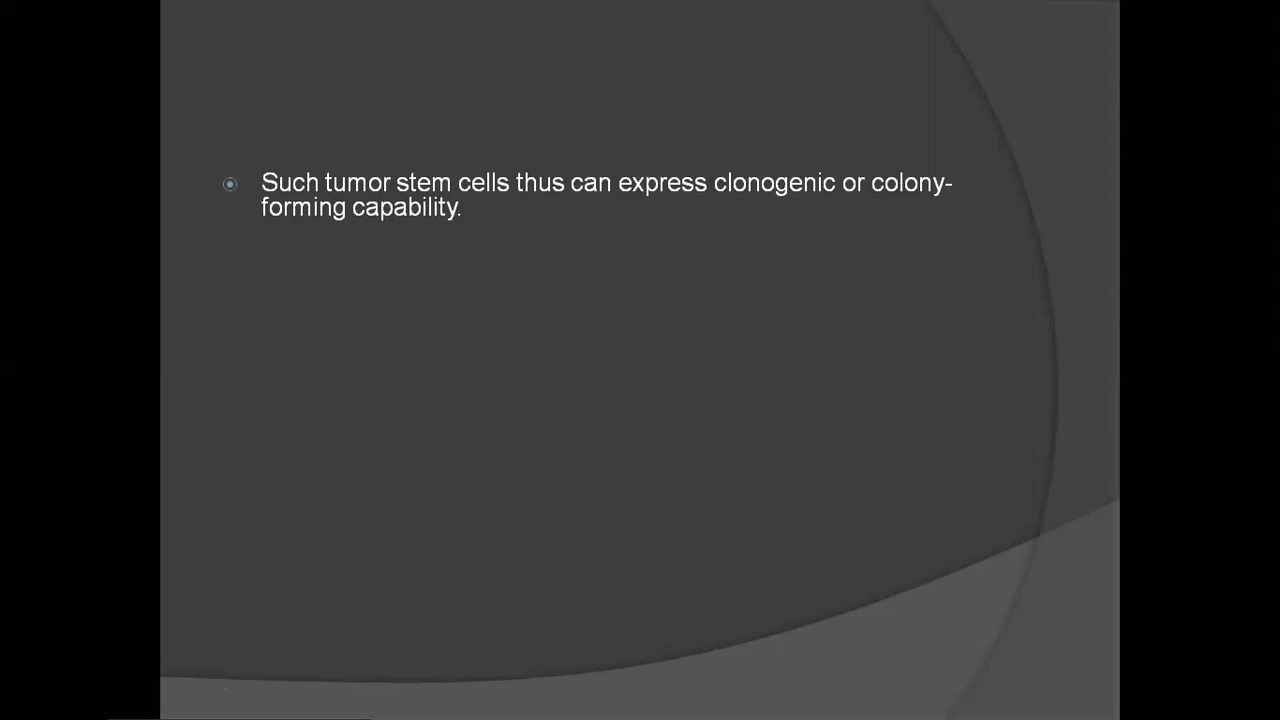 Such tumor stem cells thus can express clonogenic or colony-
forming capability.